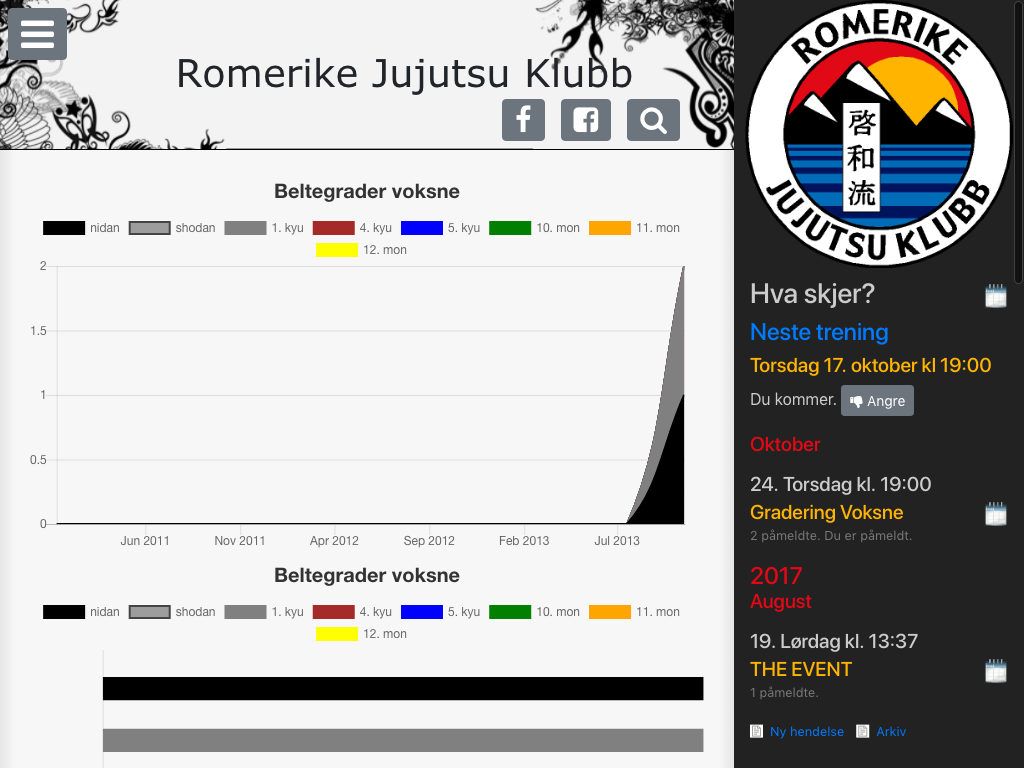 Romerike Jujutsu Klubb
Beltegrader voksne
nidan shodan 1. kyu 4. kyu 5. kyu 10. mon 11. mon
12. mon
2
1.5
1
0.5
0
Jun 2011 Nov 2011 Apr 2012 Sep 2012 Feb 2013 Jul 2013
Beltegrader voksne
nidan shodan 1. kyu 4. kyu 5. kyu 10. mon 11. mon
12. mon
ROMERIKE
啓和流
JUJUTSU KLUBB
Hva skjer?
Neste trening
Torsdag 17. oktober kl 19:00
Du kommer. Angre
Oktober
24. Torsdag kl. 19:00
Gradering Voksne
2 påmeldte. Du er påmeldt.
2017
August
19. Lørdag kl. 13:37
THE EVENT
1 påmeldte.
Ny hendelse Arkiv